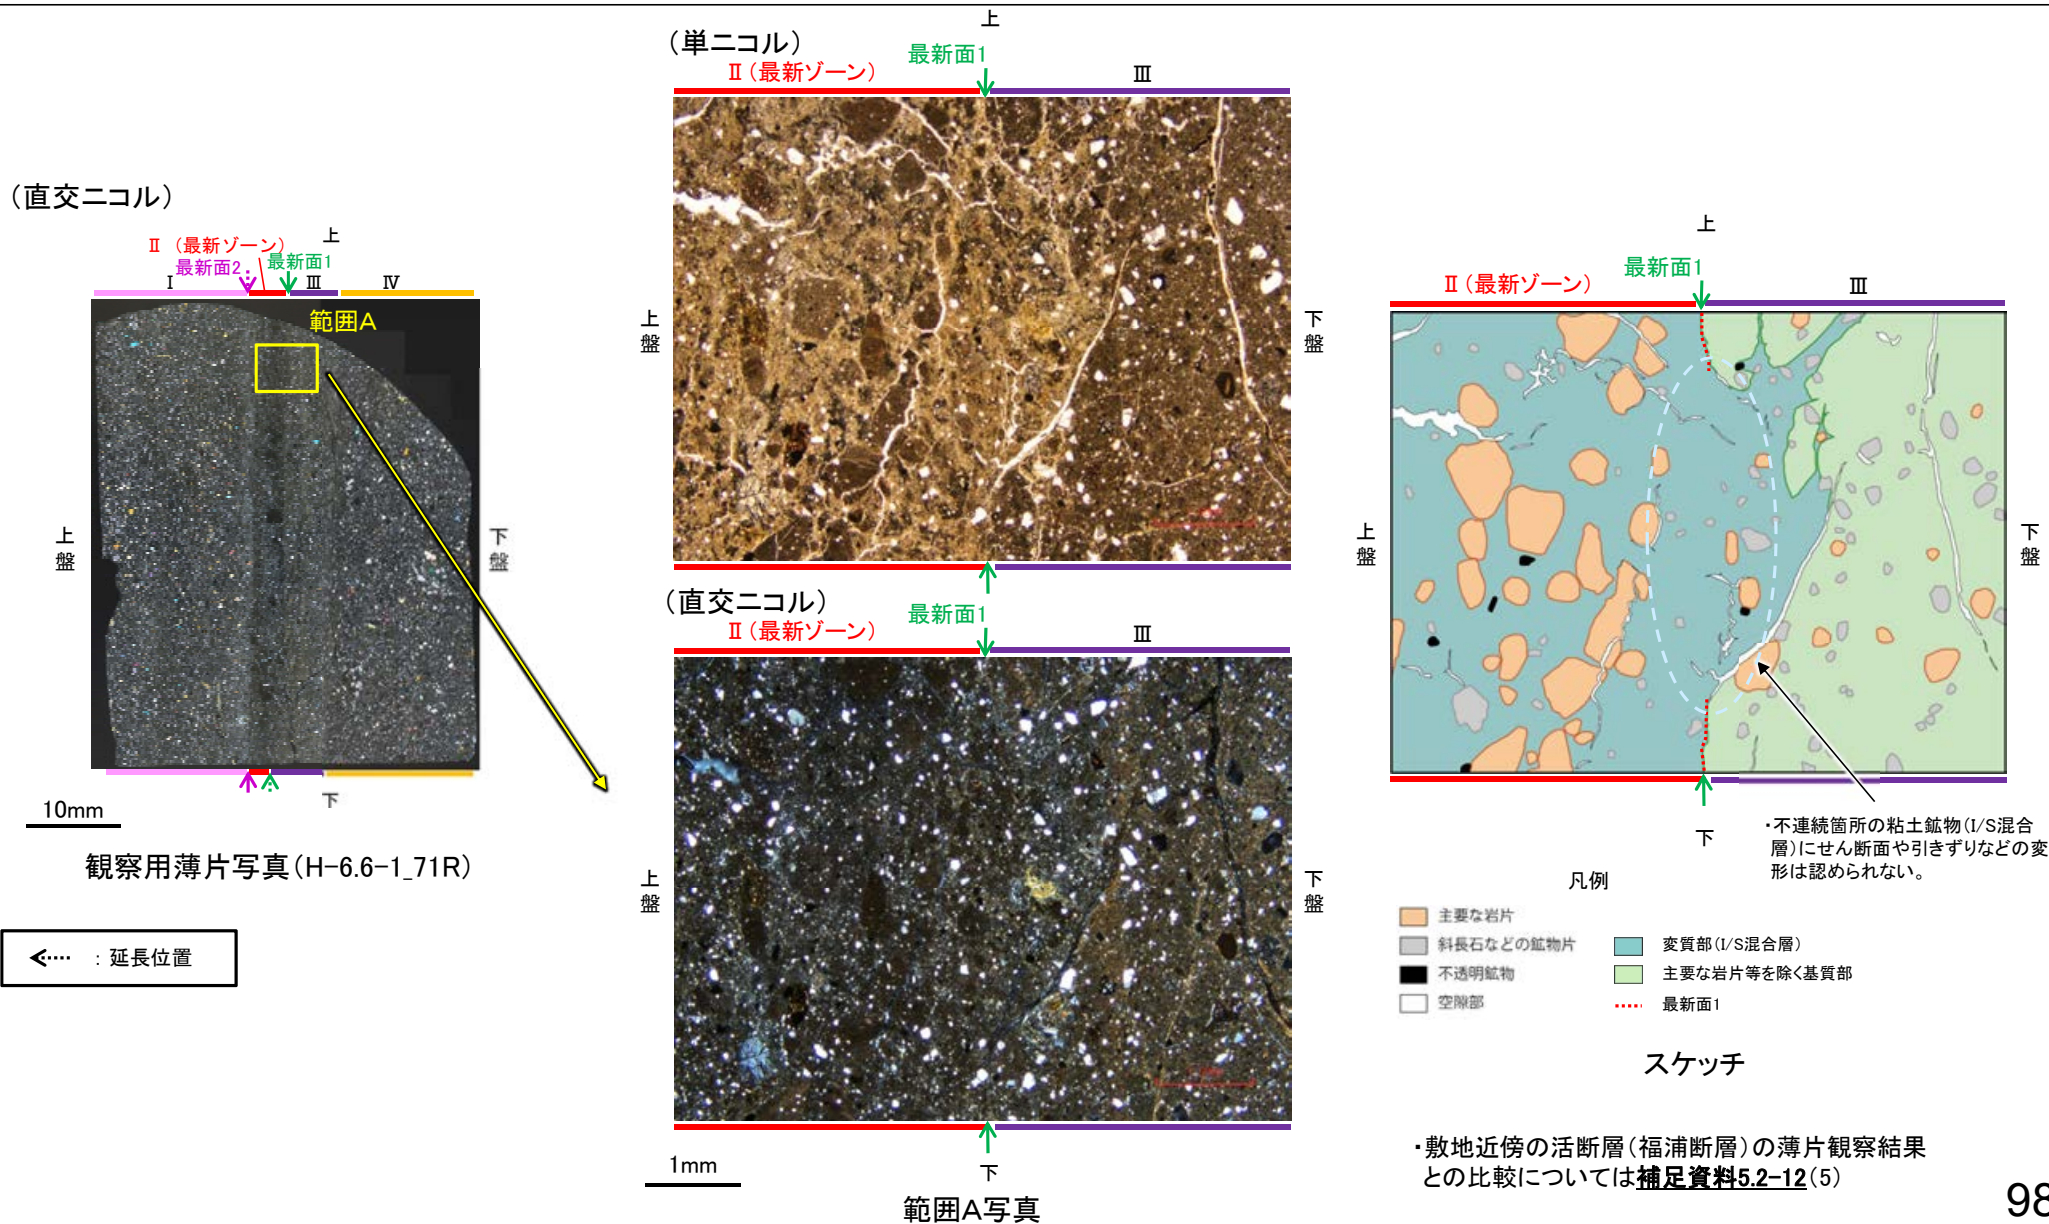 (直交ニコル)
Ⅱ (最新ゾーン)
上
最新面2
最新面1
Ⅰ
Ⅲ
Ⅳ
範囲A
上盤
下盤
下
10mm
観察用薄片写真(H-6.6-1_71R)
:延長位置
上
(単ニコル)
最新面1
Ⅱ(最新ゾーン)
Ⅲ
上盤
下盤
(直交ニコル)
最新面1
Ⅱ(最新ゾーン)
Ⅲ
上盤
下盤
1mm
下
範囲A写真
上
最新面1
Ⅱ(最新ゾーン)
Ⅲ
上盤
下盤
下
・不連続箇所の粘土鉱物(I/S混合
層)にせん断面や引きずりなどの変
形は認められない。
凡例
主要な岩片
斜長石などの鉱物片
不透明鉱物
空隙部
変質部(I/S混合層)
主要な岩片等を除く基質部
最新面1
スケッチ
・敷地近傍の活断層(福浦断層)の薄片観察結果
との比較については補足資料5.2-12(5)
98